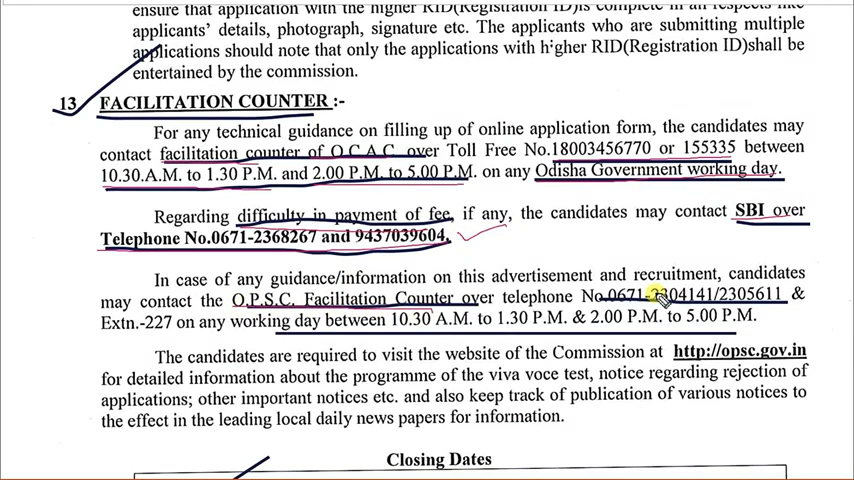 ensure that application with the higher RID(Registration ID)is complete in all respects like
applicants' details, photograph, signature etc. The applicants who are submitting multiple
applications should note that only the applications with higher RID(Registration ID)shall be
entertained by the commission.
13 FACILITATION COUNTER :-
For any technical guidance on filling up of online application form, the candidates may
contact facilitation counter of O.C.A.C over Toll Free No.18003456770 or 155335 between
10.30.A.M. to 1.30 P.M. and 2.00 P.M. to 5.00 P.M. on any Odisha Government working day.
Regarding difficulty in payment of fee, if any, the candidates may contact SBI over
Telephone No.0671-2368267 and 9437039604.
In case of any guidance/information on this advertisement and recruitment, candidates
may contact the O.P.S.C. Facilitation Counter over telephone No.0671-2304141/2305611 &
Extn.-227 on any working day between 10.30 A.M. to 1.30 P.M. & 2.00 P.M. to 5.00 P.M.
The candidates are required to visit the website of the Commission at http://opsc.gov.in
for detailed information about the programme of the viva voce test, notice regarding rejection of
applications; other important notices etc. and also keep track of publication of various notices to
the effect in the leading local daily news papers for information.
Closing Dates